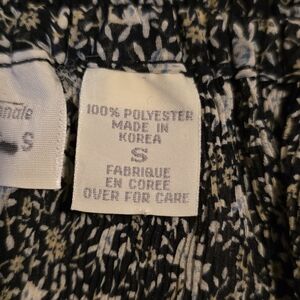 S
100% POLYESTER
MADE IN
KOREA
S
FABRIQUE
EN COREE
OVER FOR CARE